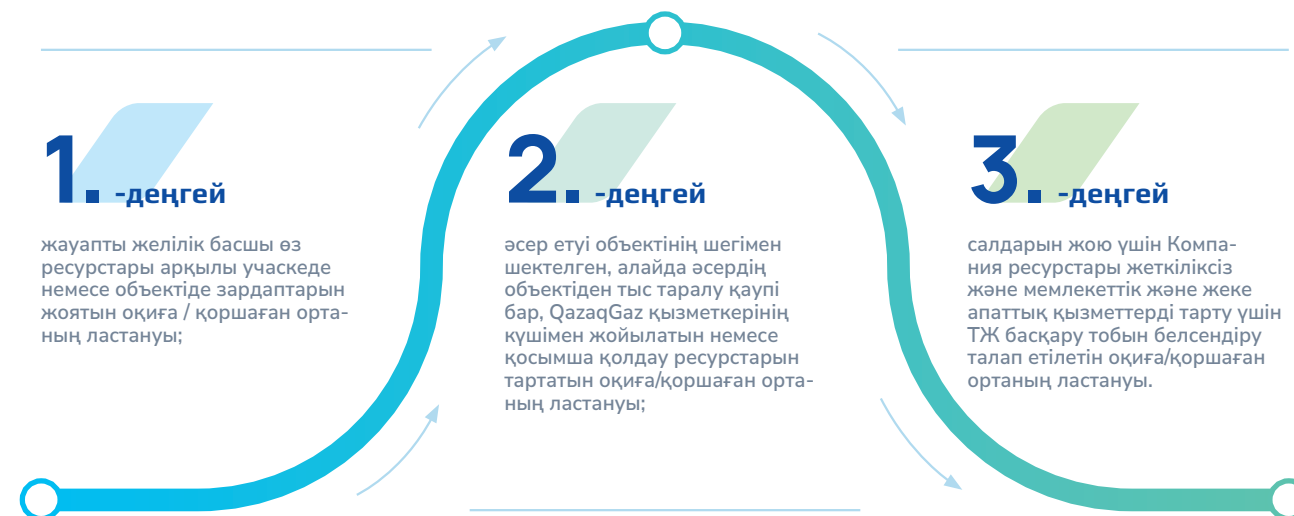 1. -деңгей
жауапты желілік басшы өз
ресурстары арқылы учаскеде
немесе объектіде зардаптарын
жоятын оқиға / қоршаған орта-
ның ластануы;
2. -деңгей
әсер етуі объектінің шегімен
шектелген, алайда әсердің
объектіден тыс таралу қаупі
бар, QazaqGaz қызметкерінің
күшімен жойылатын немесе
қосымша қолдау ресурстарын
тартатын оқиға/қоршаған орта-
ның ластануы;
3. -деңгей
салдарын жою үшін Компа-
ния ресурстары жеткіліксіз
және мемлекеттік және жеке
апаттық қызметтерді тарту үшін
ТЖ басқару тобын белсендіру
талап етілетін оқиға/қоршаған
ортаның ластануы.